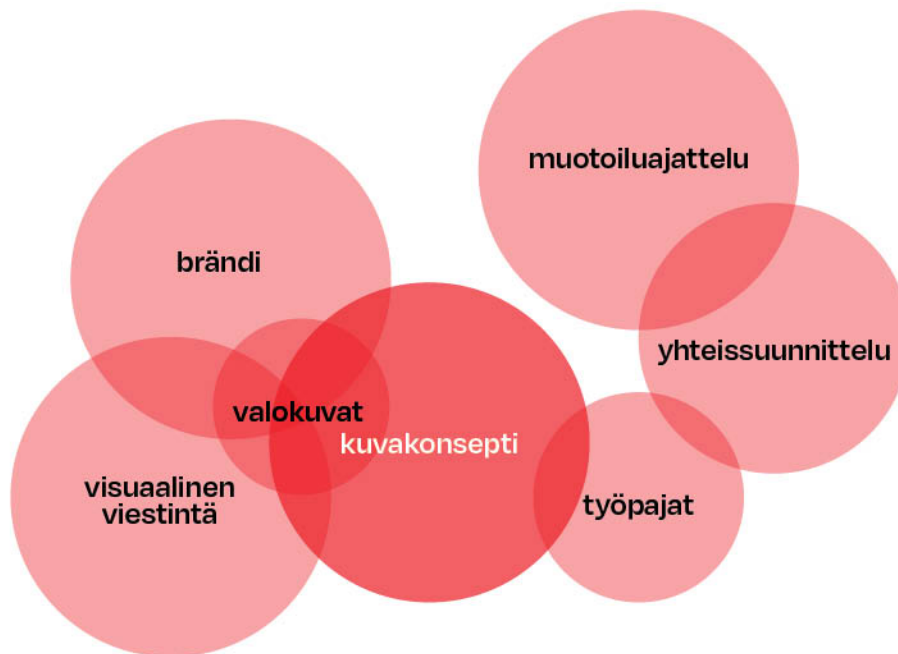 muotoiluajattelu
brändi
yhteissuunnittelu
valokuvat
kuvakonsepti
visuaalinen
viestintä
työpajat